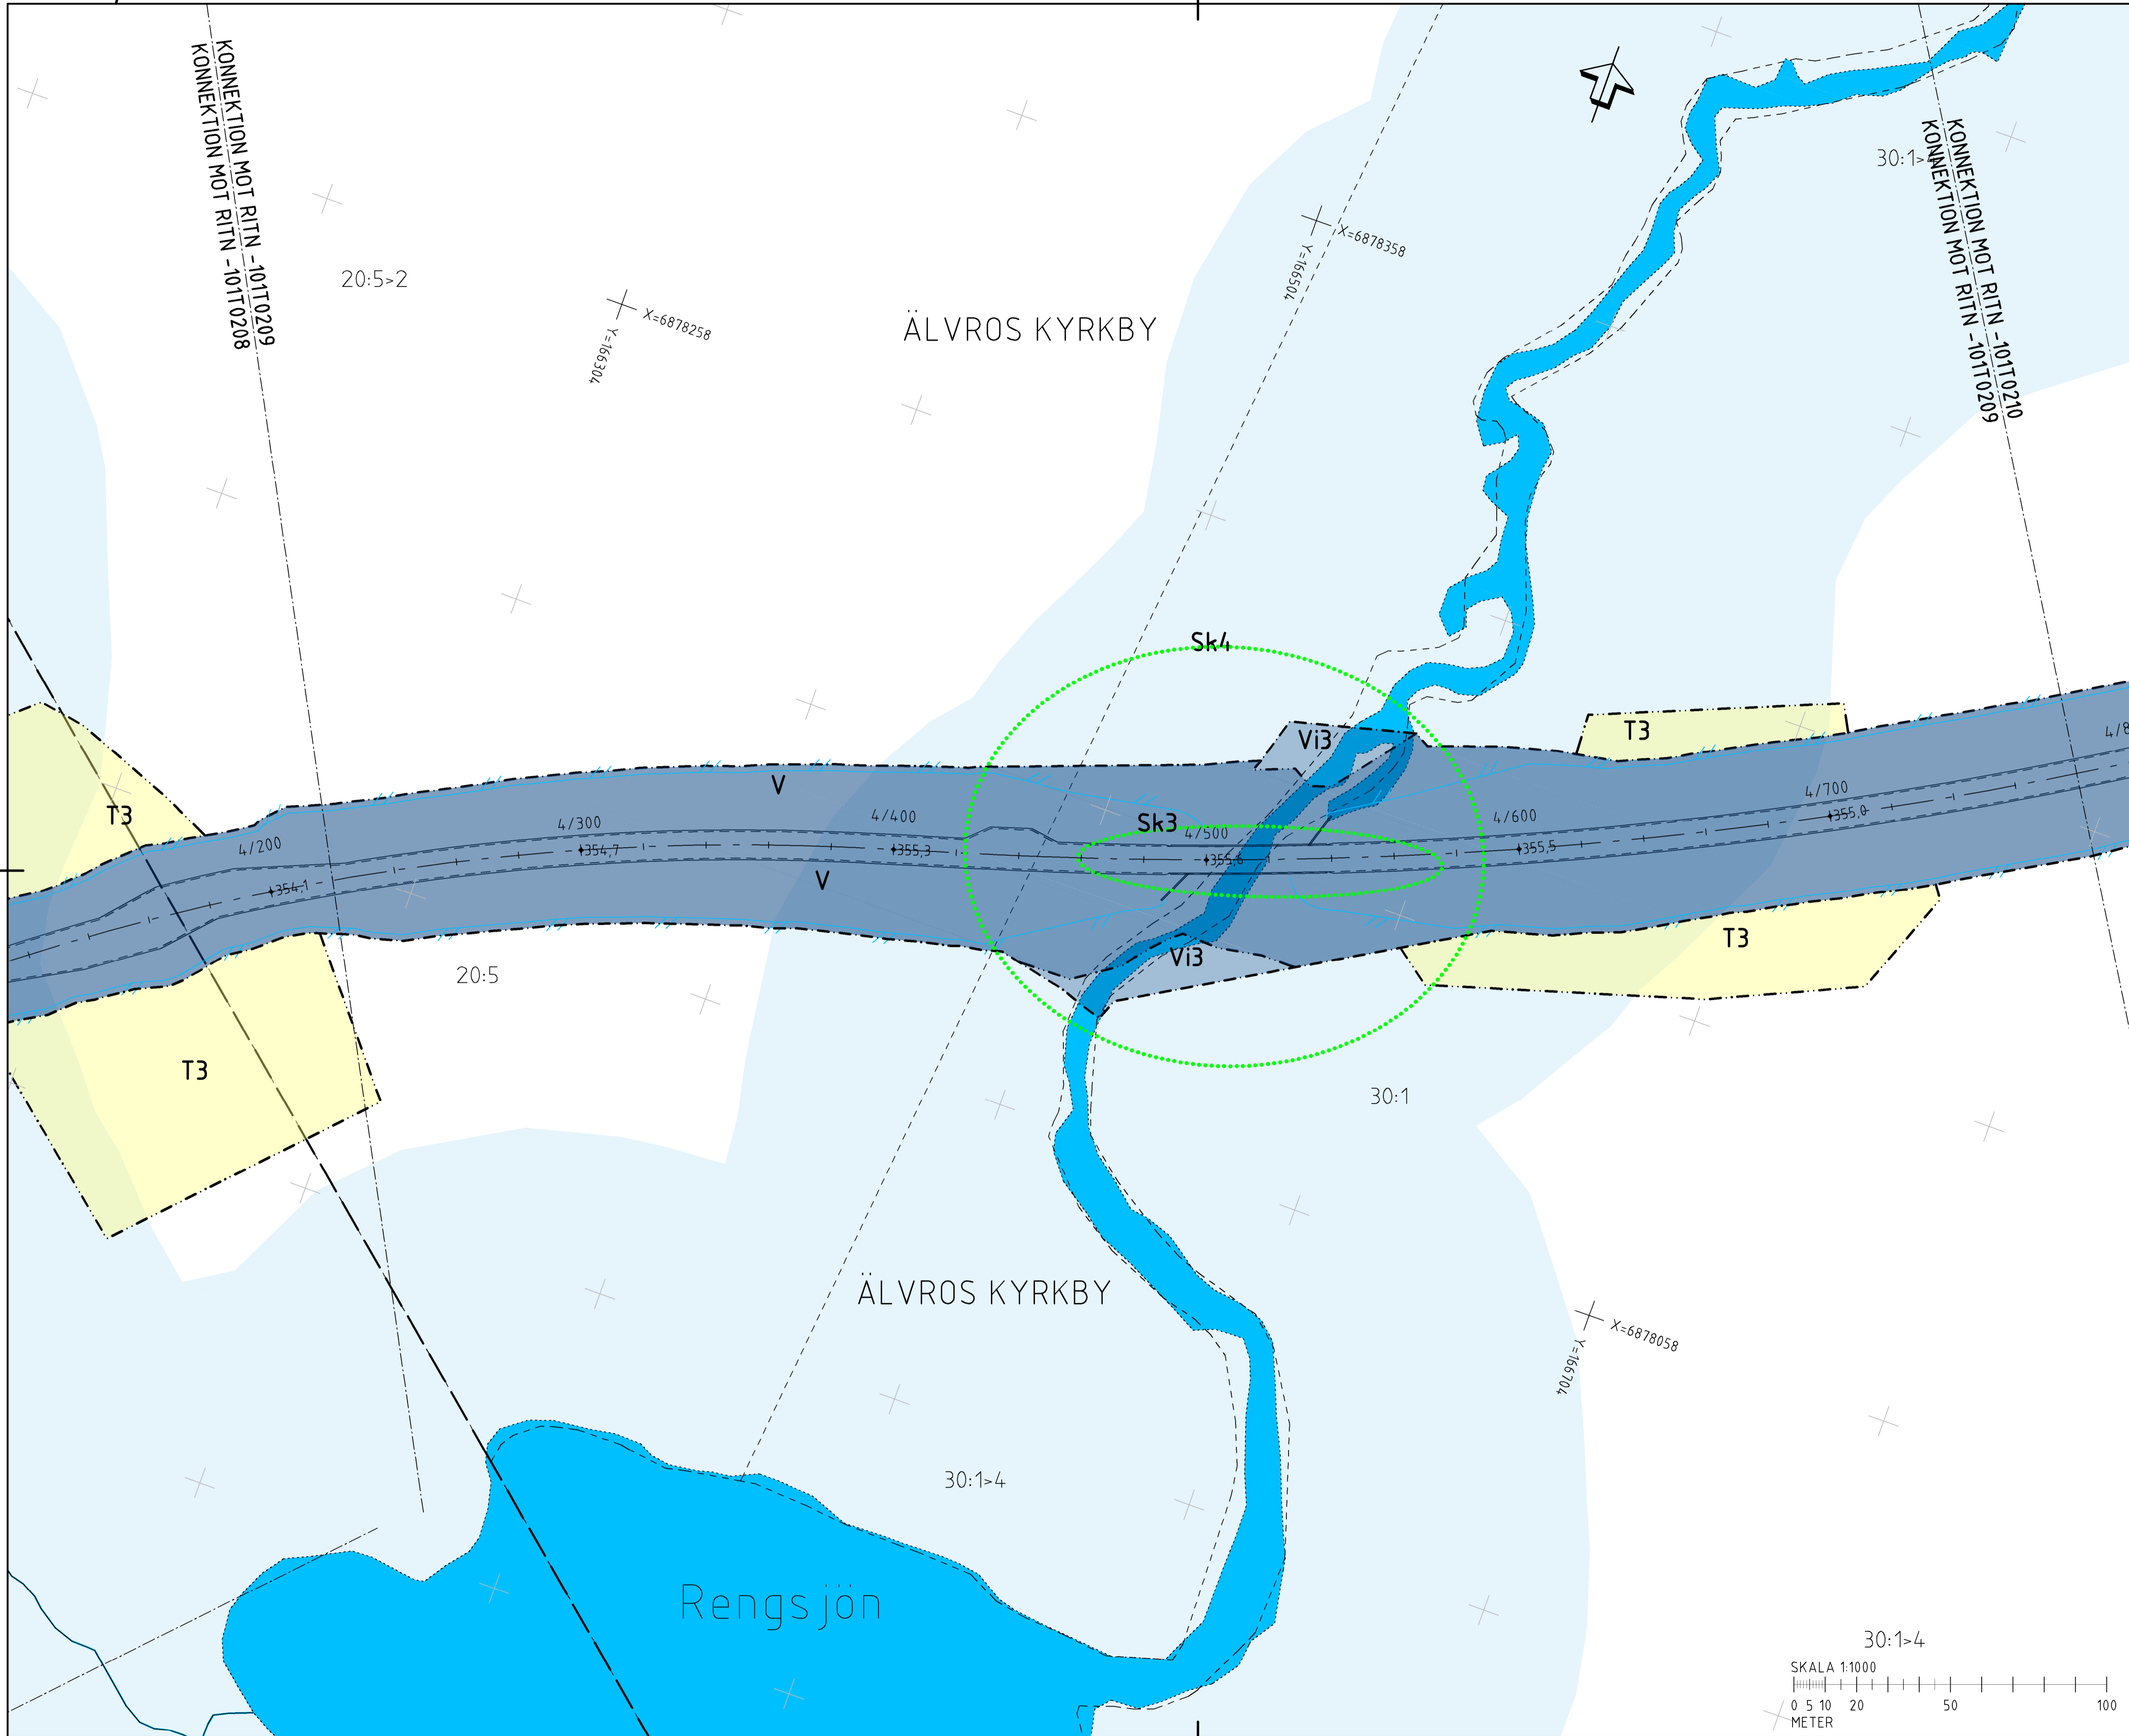 KONNEKTION MOT RITN -101T0209
KONNEKTION MOT RITN -101T0208
KONNEKTION MOT RITN -101T0210
KONNEKTION MOT RITN -101T0209
30:1>4
20:5>2
X=6878358
Y=166504
X=6878258
Y=166304
ÄLVROS KYRKBY
Sk4
Vi3
T3
V
T3
4/200
4/300
4/400
Sk3
4/500
4/600
4/700
4/8
354,1
354,7
355,3
355,6
355,5
355,0
V
T3
Vi3
20:5
T3
30:1
ÄLVROS KYRKBY
X=6878058
Y=166704
30:1>4
Rengsjön
30:1>4
SKALA 1:1000
0 5 10 20 50 100
METER